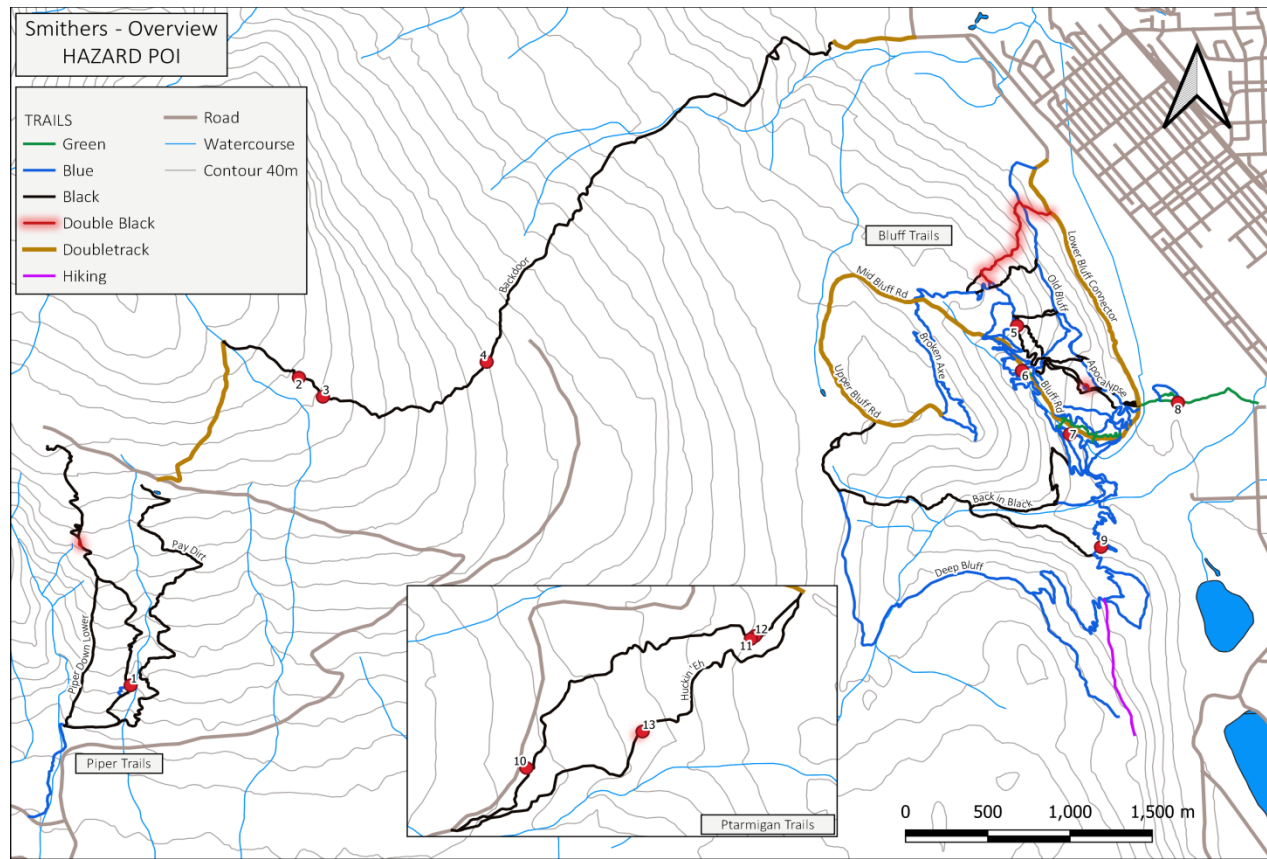 Smithers - Overview
HAZARD POI
TRAILS
Green
Blue
Black
Double Black
Doubletrack
Hiking
Road
Watercourse
Contour 40m
Backdoor
Bluff Trails
Mid Bluff Rd
Lower Bluff Connector
Old Bluff
Broken Axe
Upper Bluff Rd
ApocaNpse
Bluff Rd
Back in Black
Deep Bluff
Pay Dirt
Piper Down Lower
Piper Trails
Huckin 'Eh
Ptarmigan Trails
1
2
3
4
5
6
7
8
9
10
11
12
13
0 500 1,000 1,500 m